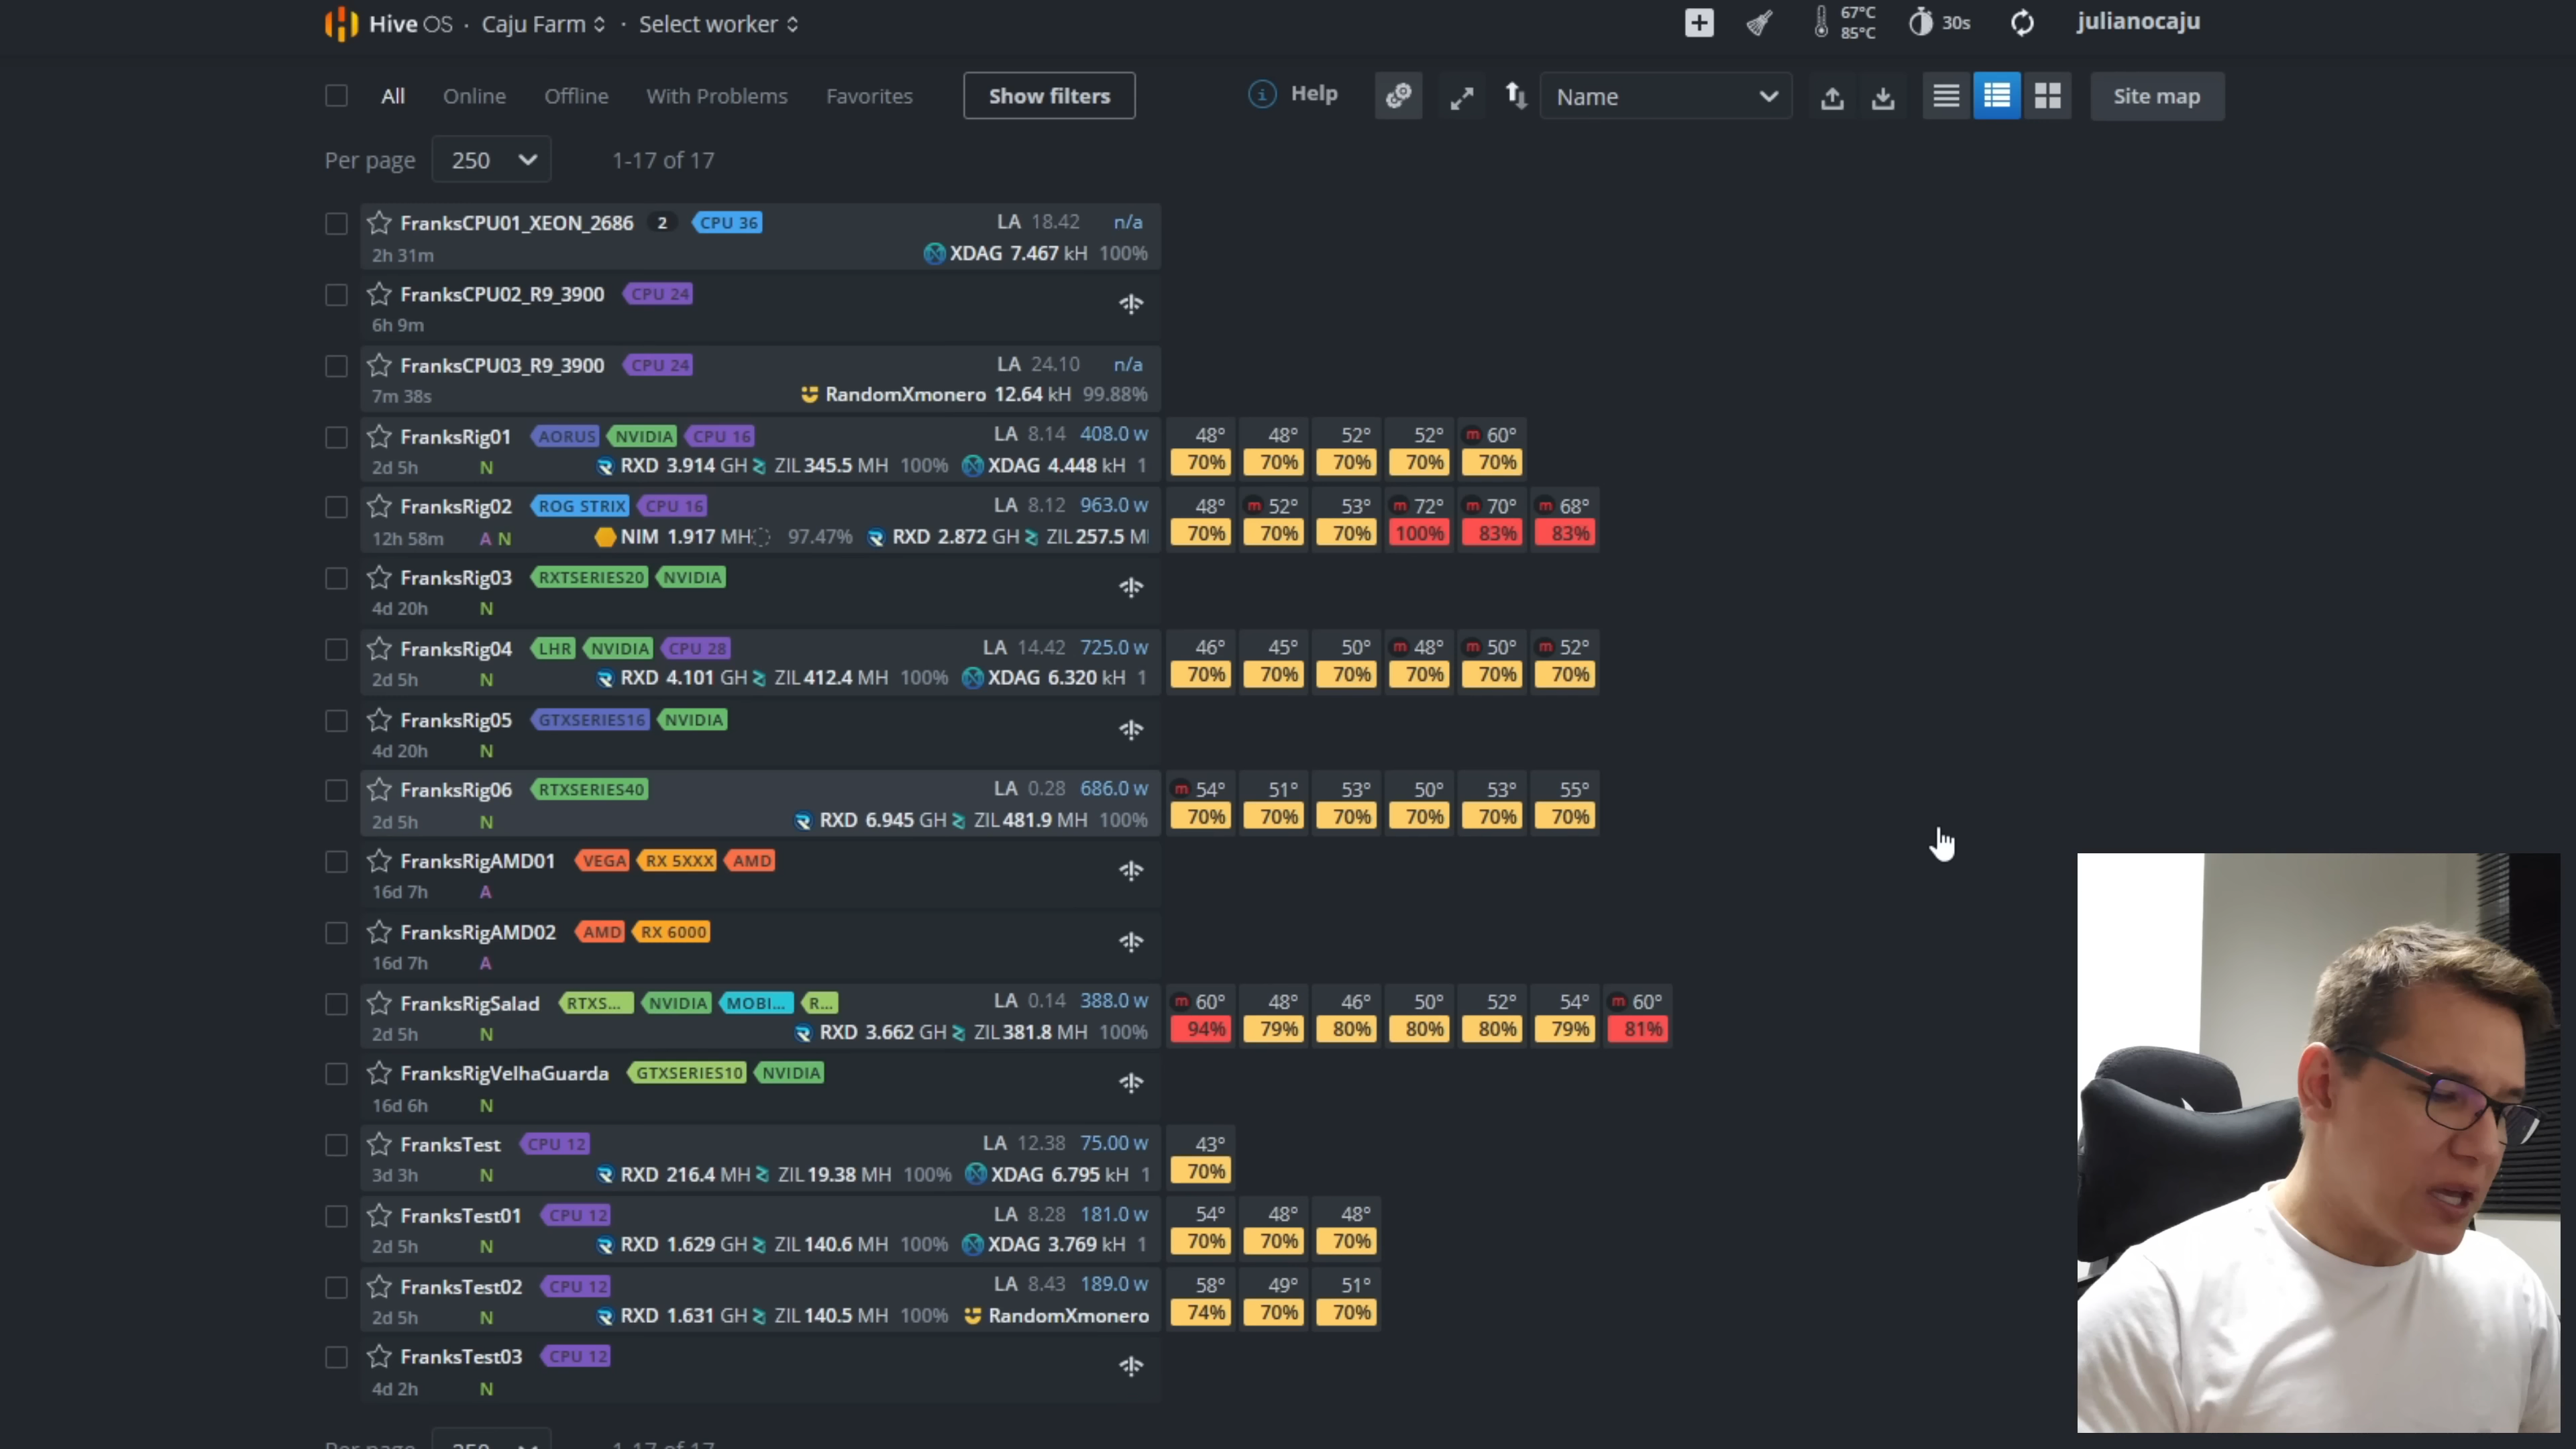 Hive OS · Caju Farm · Select worker 67°C 85°C 30s julianocaju
All Online Offline With Problems Favorites Show filters Help Name Site map
Per page 250 1-17 of 17
FranksCPU01_XEON_2686 2 CPU 36 LA 18.42 n/a
2h 31m XDAG 7.467 kH 100%
FranksCPU02_R9_3900 CPU 24
6h 9m
FranksCPU03_R9_3900 CPU 24 LA 24.10 n/a
7m 38s RandomXmonero 12.64 kH 99.88%
FranksRig01 AORUS NVIDIA CPU 16 LA 8.14 408.0 w 48° 48° 52° 52° m 60°
2d 5h N RXD 3.914 GH ZIL 345.5 MH 100% XDAG 4.448 kH 1 70% 70% 70% 70% 70%
FranksRig02 ROG STRIX CPU 16 LA 8.12 963.0 w 48° m 52° 53° m 72° m 70° m 68°
12h 58m A N NIM 1.917 MH 97.47% RXD 2.872 GH ZIL 257.5 M 70% 70% 70% 100% 83% 83%
FranksRig03 RXTSERIES20 NVIDIA
4d 20h N
FranksRig04 LHR NVIDIA CPU 28 LA 14.42 725.0 w 46° 45° 50° m 48° m 50° m 52°
2d 5h N RXD 4.101 GH ZIL 412.4 MH 100% XDAG 6.320 kH 1 70% 70% 70% 70% 70% 70%
FranksRig05 GTXSERIES16 NVIDIA
4d 20h N
FranksRig06 RTXSERIES40 LA 0.28 686.0 w m 54° 51° 53° 50° 53° 55°
2d 5h N RXD 6.945 GH ZIL 481.9 MH 100% 70% 70% 70% 70% 70% 70%
FranksRigAMD01 VEGA RX 5XXX AMD
16d 7h A
FranksRigAMD02 AMD RX 6000
16d 7h A
FranksRigSalad RTXS... NVIDIA MOBI... R... LA 0.14 388.0 w m 60° 48° 46° 50° 52° 54° m 60°
2d 5h N RXD 3.662 GH ZIL 381.8 MH 100% 94% 79% 80% 80% 80% 79% 81%
FranksRigVelhaGuarda GTXSERIES10 NVIDIA
16d 6h N
FranksTest CPU 12 LA 12.38 75.00 w 43°
3d 3h N RXD 216.4 MH ZIL 19.38 MH 100% XDAG 6.795 kH 1 70%
FranksTest01 CPU 12 LA 8.28 181.0 w 54° 48° 48°
2d 5h N RXD 1.629 GH ZIL 140.6 MH 100% XDAG 3.769 kH 1 70% 70% 70%
FranksTest02 CPU 12 LA 8.43 189.0 w 58° 49° 51°
2d 5h N RXD 1.631 GH ZIL 140.5 MH 100% RandomXmonero 74% 70% 70%
FranksTest03 CPU 12
4d 2h N
Per page 250 1-17 of 17